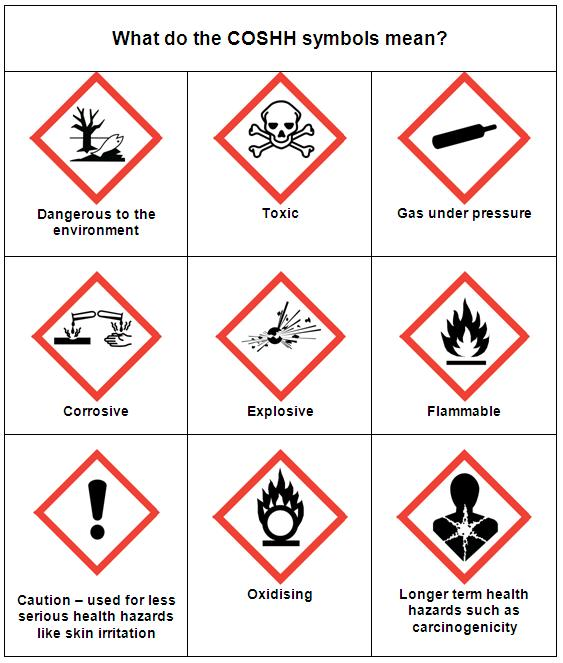 What do the COSHH symbols mean?
Dangerous to the
environment
Toxic
Gas under pressure
Corrosive
Explosive
Flammable
Caution – used for less
serious health hazards
like skin irritation
Oxidising
Longer term health
hazards such as
carcinogenicity